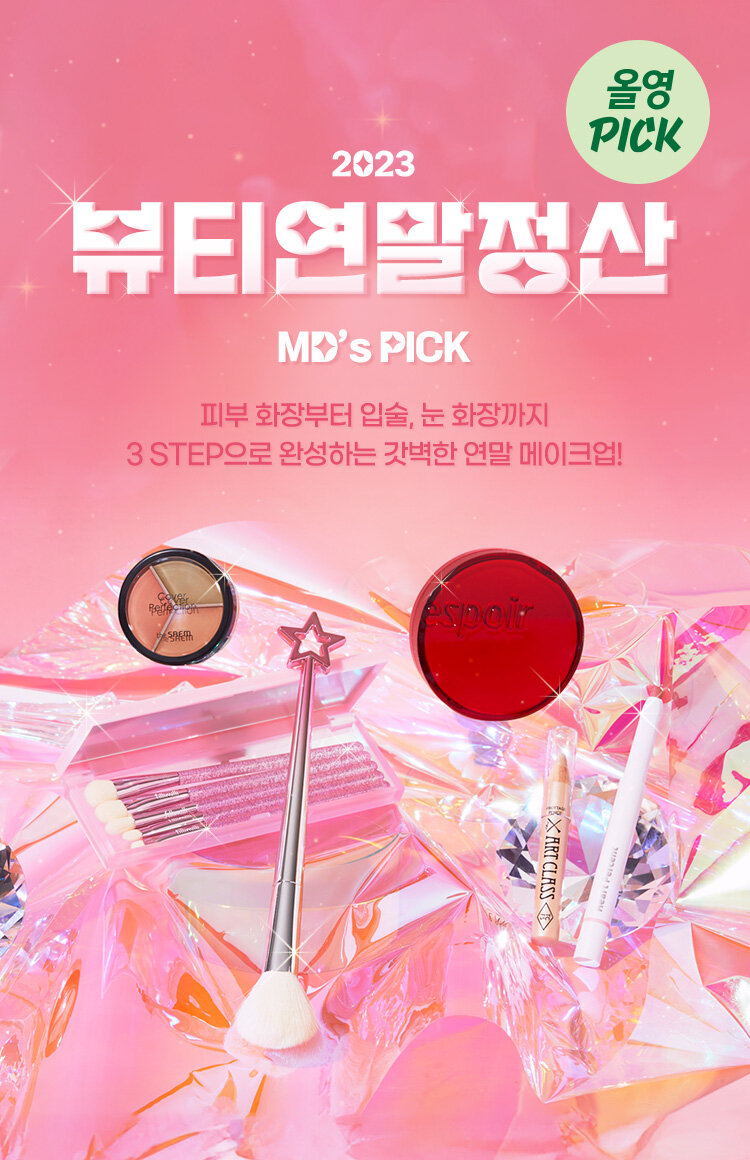 올영
PICK
2023
뷰티연말정산
MD's PICK
피부 화장부터 입술, 눈 화장까지
3 STEP으로 완성하는 갓벽한 연말 메이크업!
Cover
Perfection
the SAEM
espoir
ART CLASS
Heart Percent